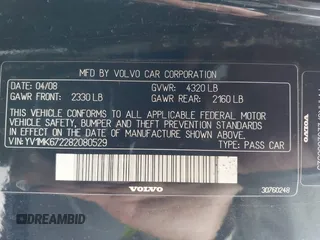 MFD BY VOLVO CAR CORPORATION
04/08 GVWR: 4320 LB
GAWR FRONT: 2330 LB GAWR REAR: 2160 LB
THIS VEHICLE CONFORMS TO ALL APPLICABLE FEDERAL MOTOR
VEHICLE SAFETY, BUMPER AND THEFT PREVENTION STANDARDS
IN EFFECT ON THE DATE OF MANUFACTURE SHOWN ABOVE.
VIN: YV1MK672282080529 TYPE: PASS CAR
VOLVO
30760248
VOLVO
©AutoBidMaster